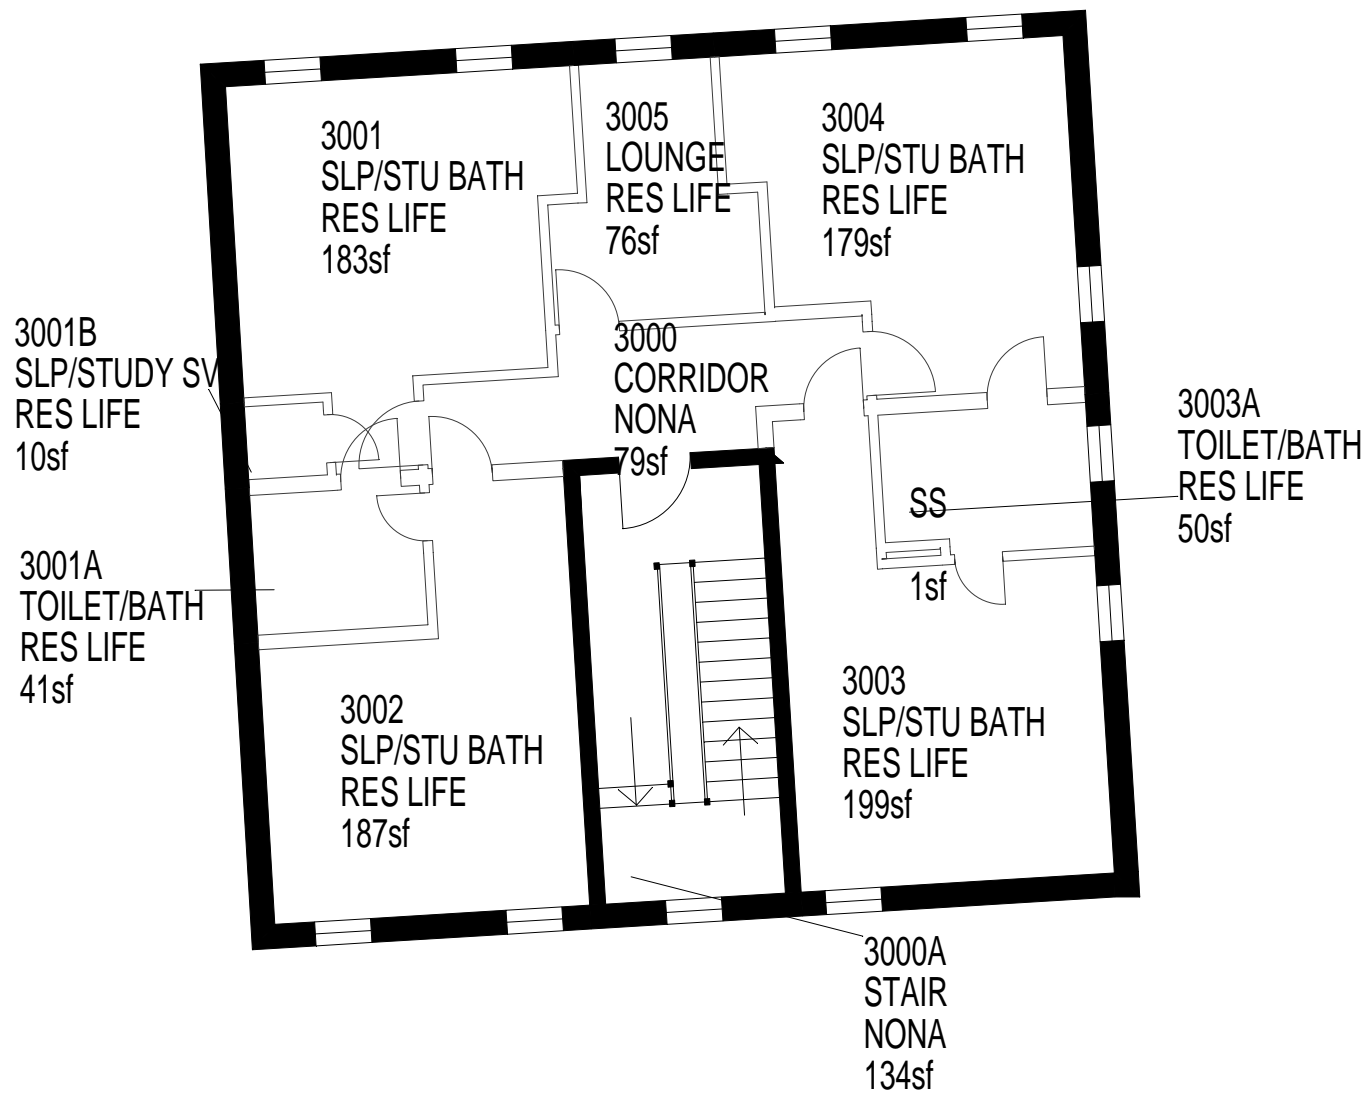 3001
SLP/STU BATH
RES LIFE
183sf
3005
LOUNGE
RES LIFE
76sf
3004
SLP/STU BATH
RES LIFE
179sf
3001B
SLP/STUDY SV
RES LIFE
10sf
3000
CORRIDOR
NONA
79sf
3003A
TOILET/BATH
RES LIFE
50sf
SS
1sf
3001A
TOILET/BATH
RES LIFE
41sf
3002
SLP/STU BATH
RES LIFE
187sf
3003
SLP/STU BATH
RES LIFE
199sf
3000A
STAIR
NONA
134sf